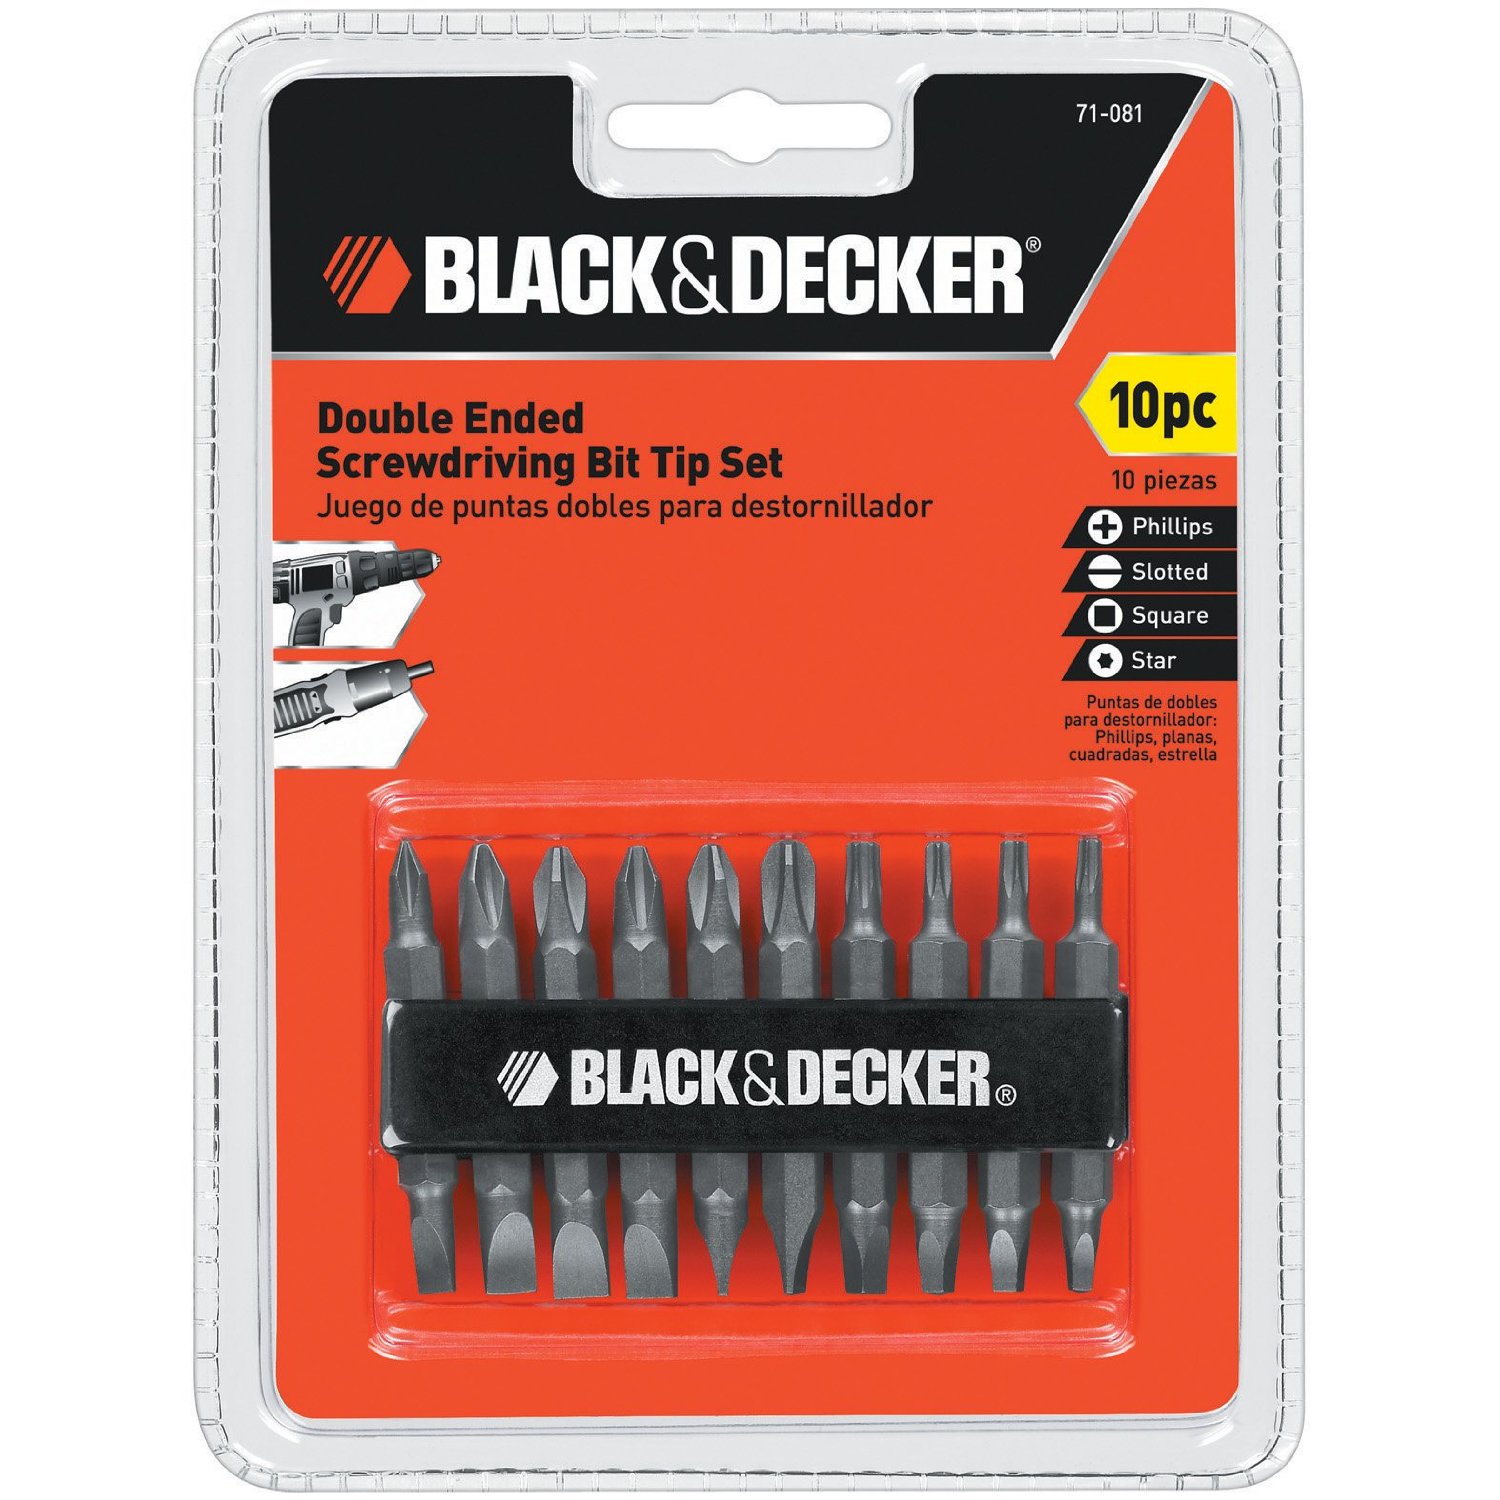 71-081
BLACK&DECKER®
Double Ended
Screwdriving Bit Tip Set
Juego de puntas dobles para destornillador
10pc
10 piezas
Phillips
Slotted
Square
Star
Puntas de dobles
para destornillador:
Phillips, planas,
cuadradas, estrella
BLACK&DECKER®